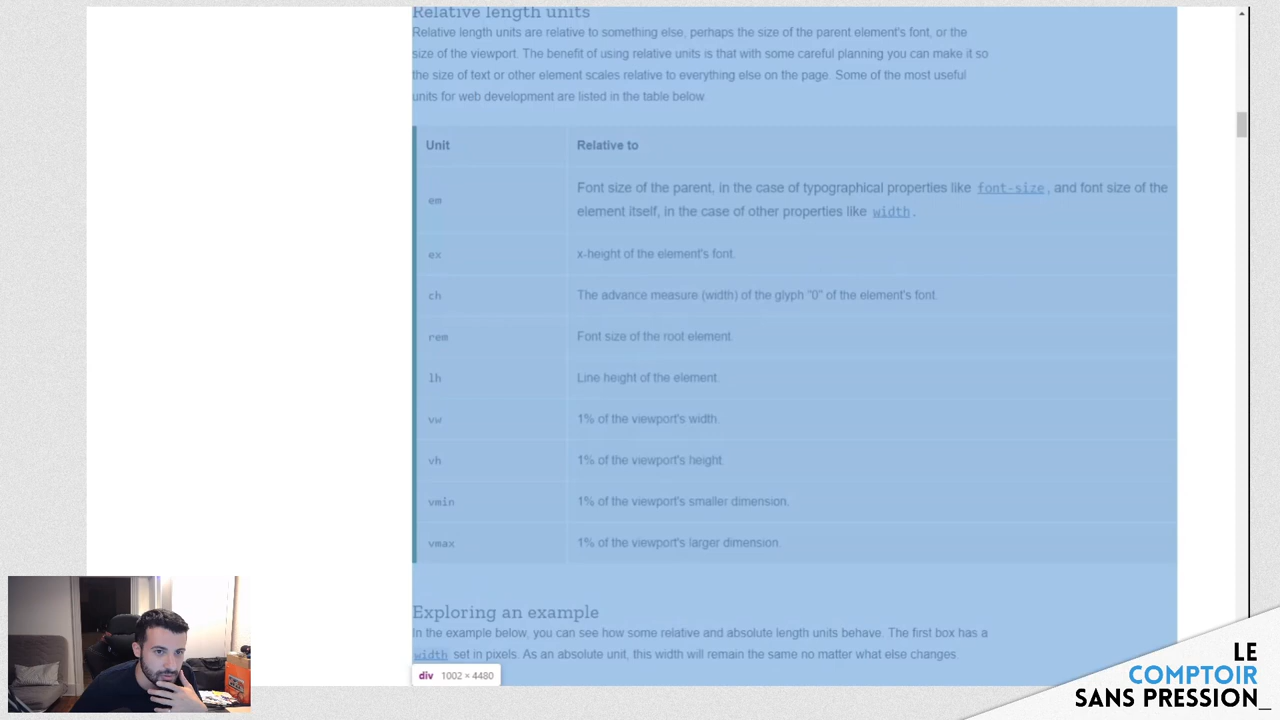 Relative length units
Relative length units are relative to something else, perhaps the size of the parent element's font, or the
size of the viewport. The benefit of using relative units is that with some careful planning you can make it so
the size of text or other element scales relative to everything else on the page. Some of the most useful
units for web development are listed in the table below.
Unit Relative to
em Font size of the parent, in the case of typographical properties like font-size, and font size of the
element itself, in the case of other properties like width.
ex x-height of the element's font.
ch The advance measure (width) of the glyph "0" of the element's font.
rem Font size of the root element.
lh Line height of the element.
vw 1% of the viewport's width.
vh 1% of the viewport's height.
vmin 1% of the viewport's smaller dimension.
vmax 1% of the viewport's larger dimension.
Exploring an example
In the example below, you can see how some relative and absolute length units behave. The first box has a
width set in pixels. As an absolute unit, this width will remain the same no matter what else changes.
div 1002 × 4480
LE
COMPTOIR
SANS PRESSION_